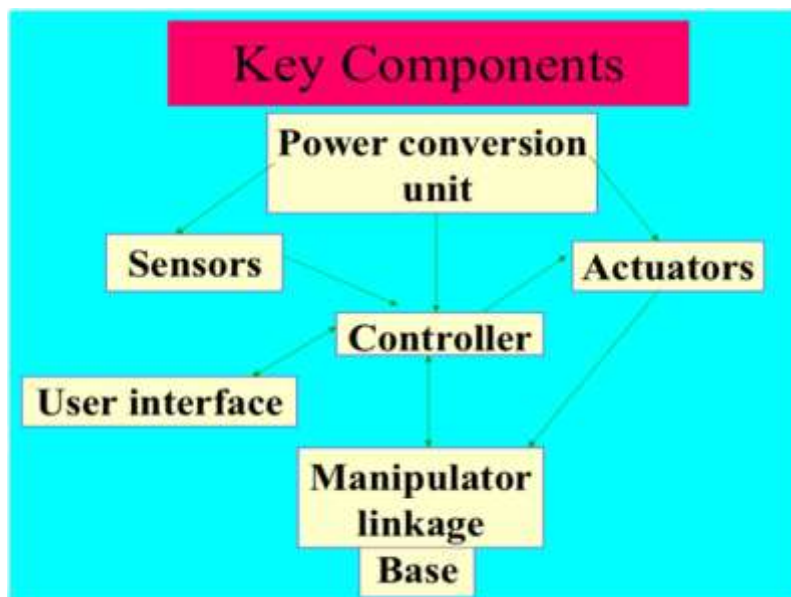 Key Components
Power conversion
unit
Sensors
Actuators
Controller
User interface
Manipulator
linkage
Base